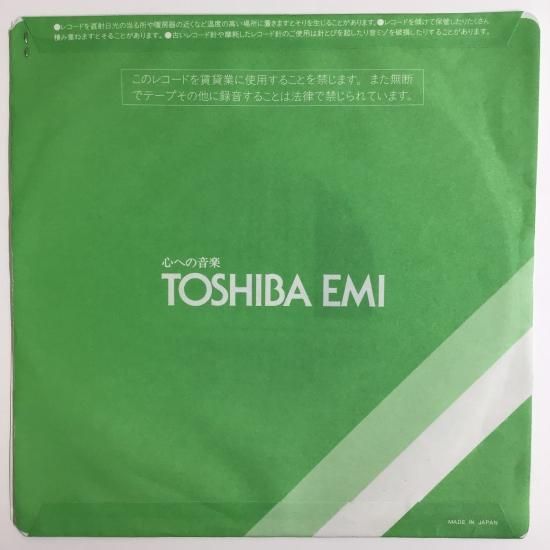 ●レコードを直射日光の当る所や暖房器の近くなど温度の高い場所に置きますとそりを生じることがあります。●レコードを傾けて保管したりたくさん
積み重ねますとそることがあります。●古いレコード針や摩耗したレコード針のご使用は針とびを起したり音ミゾを破損したりすることがあります。
このレコードを賃貸業に使用することを禁じます。また無断
でテープその他に録音することは法律で禁じられています。
心への音楽
TOSHIBA EMI
MADE IN JAPAN